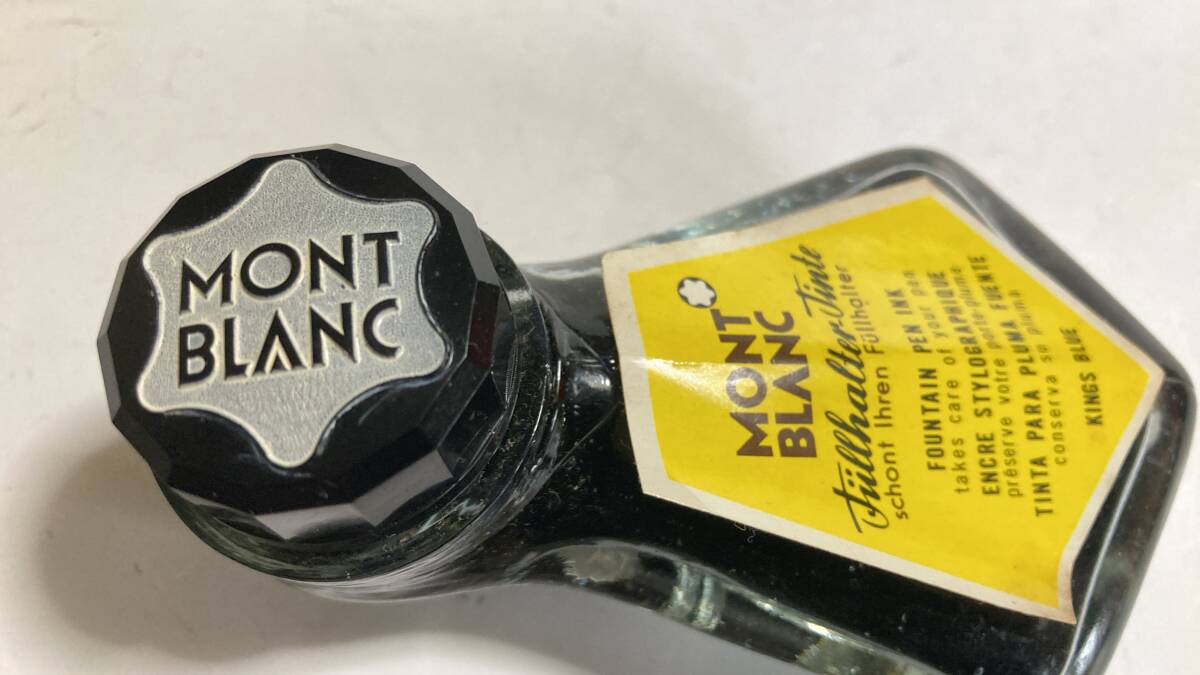 MONT
BLANC
MONT
BLANC
Füllhalter Tinte
schont Ihren Füllhalter
FOUNTAIN PEN INK
takes care of your pen
ENCRE STYLOGRAPHIQUE
préserve votre porte-plume
TINTA PARA PLUMA FUENTE
conserva su pluma
KINGS BLUE